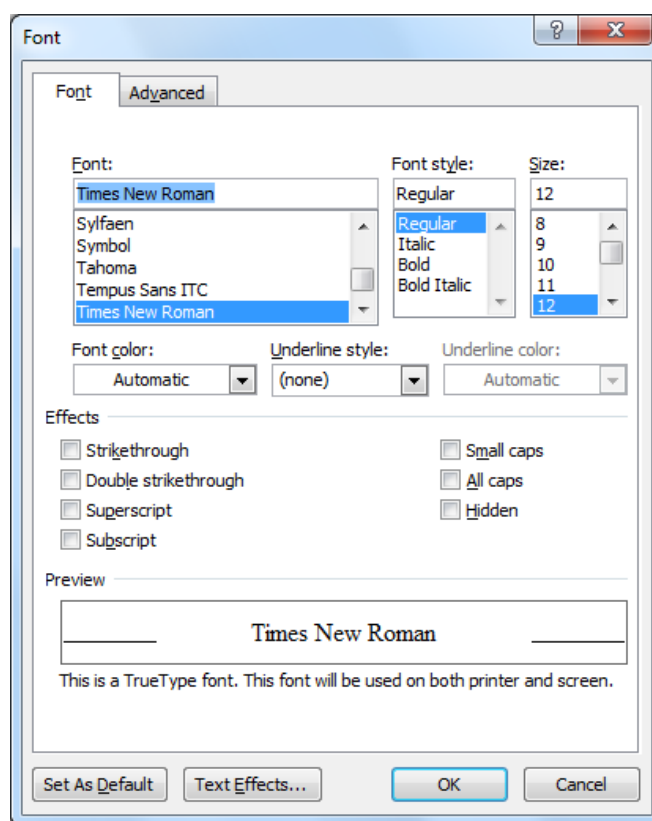 Font
Font Advanced
Font: Font style: Size:
Times New Roman Regular 12
Sylfaen Regular 8
Symbol Italic 9
Tahoma Bold 10
Tempus Sans ITC Bold Italic 11
Times New Roman 12
Font color: Underline style: Underline color:
Automatic (none) Automatic
Effects
Strikethrough Small caps
Double strikethrough All caps
Superscript Hidden
Subscript
Preview
Times New Roman
This is a TrueType font. This font will be used on both printer and screen.
Set As Default Text Effects... OK Cancel